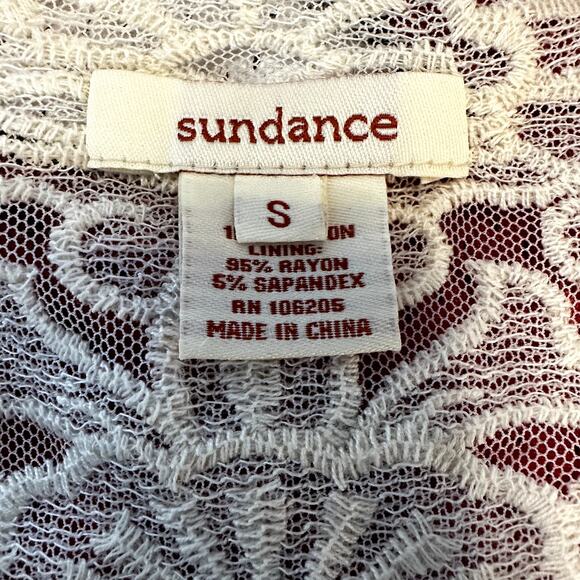 sundance
S
LINING:
95% RAYON
5% SAPANDEX
RN 106205
MADE IN CHINA